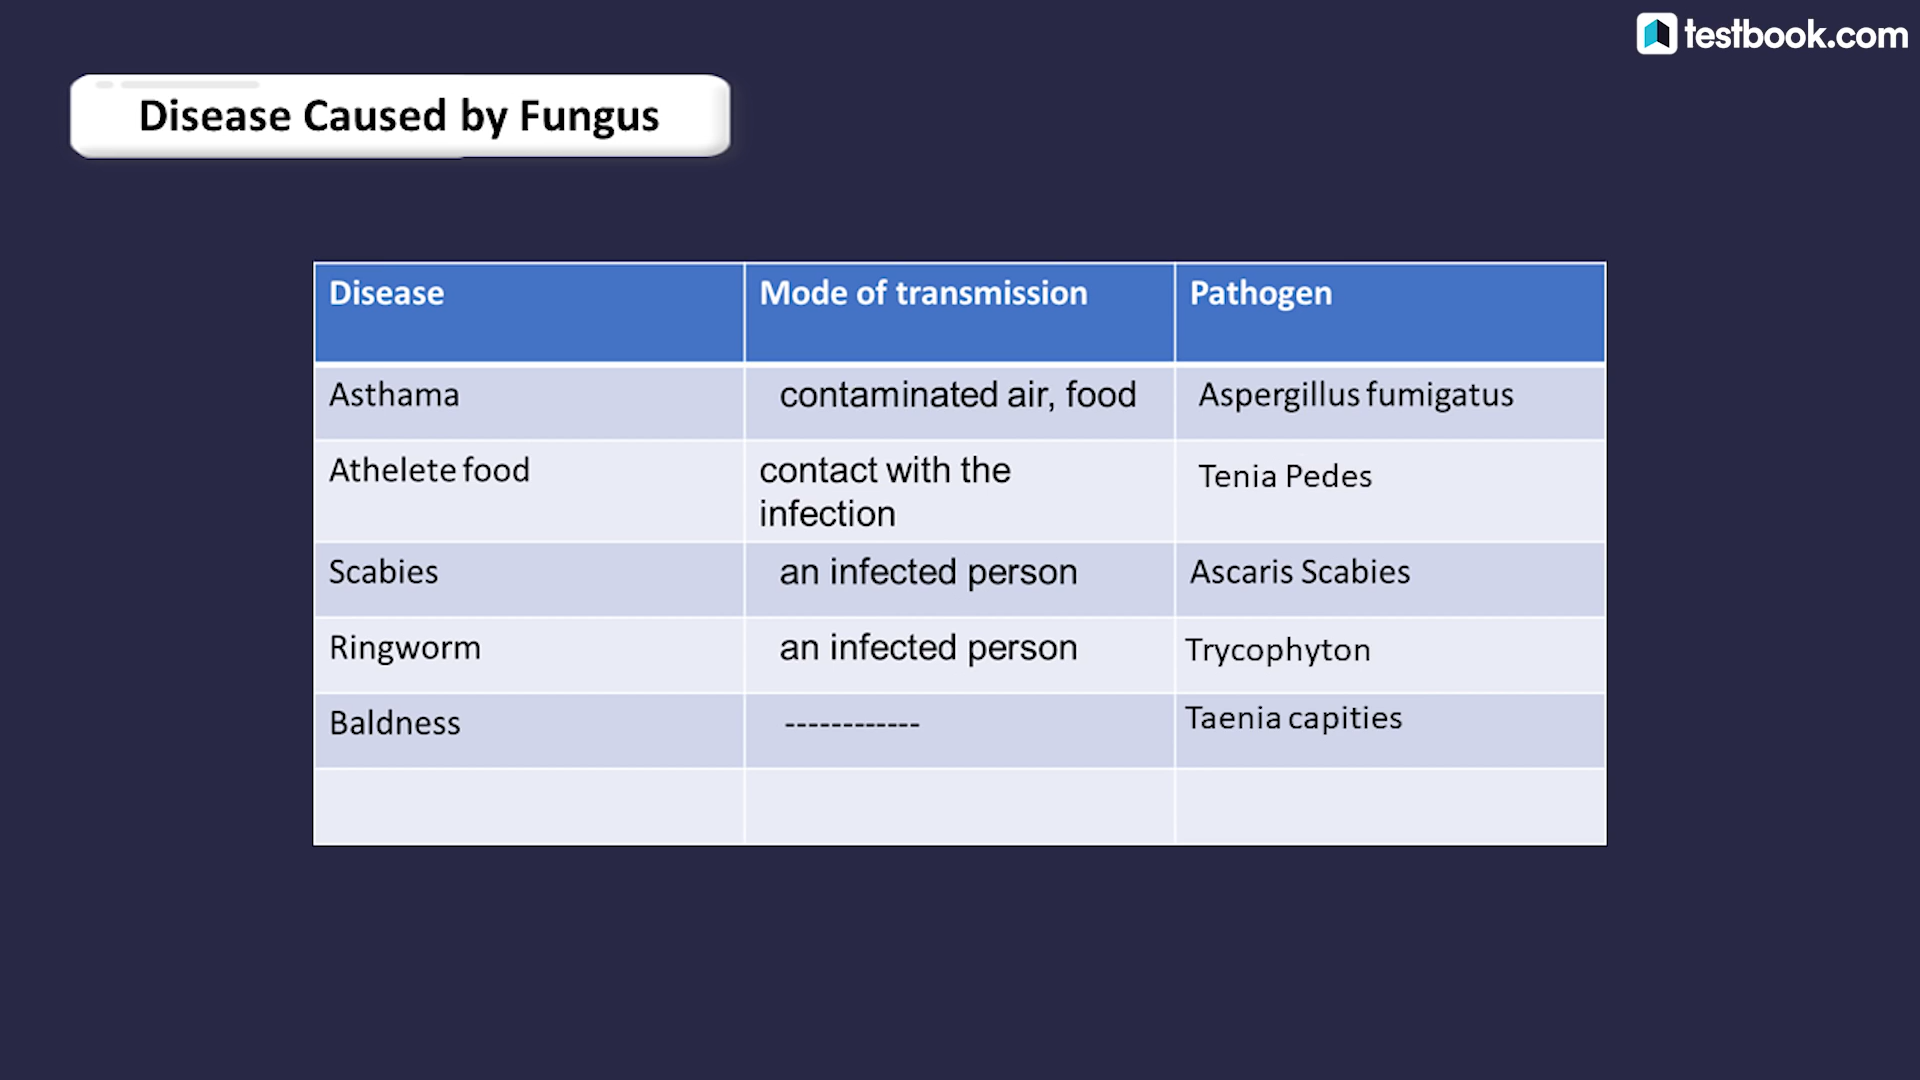 testbook.com
Disease Caused by Fungus
Disease Mode of transmission Pathogen
Asthama contaminated air, food Aspergillus fumigatus
Athelete food contact with the infection Tenia Pedes
Scabies an infected person Ascaris Scabies
Ringworm an infected person Trycophyton
Baldness ------------ Taenia capities